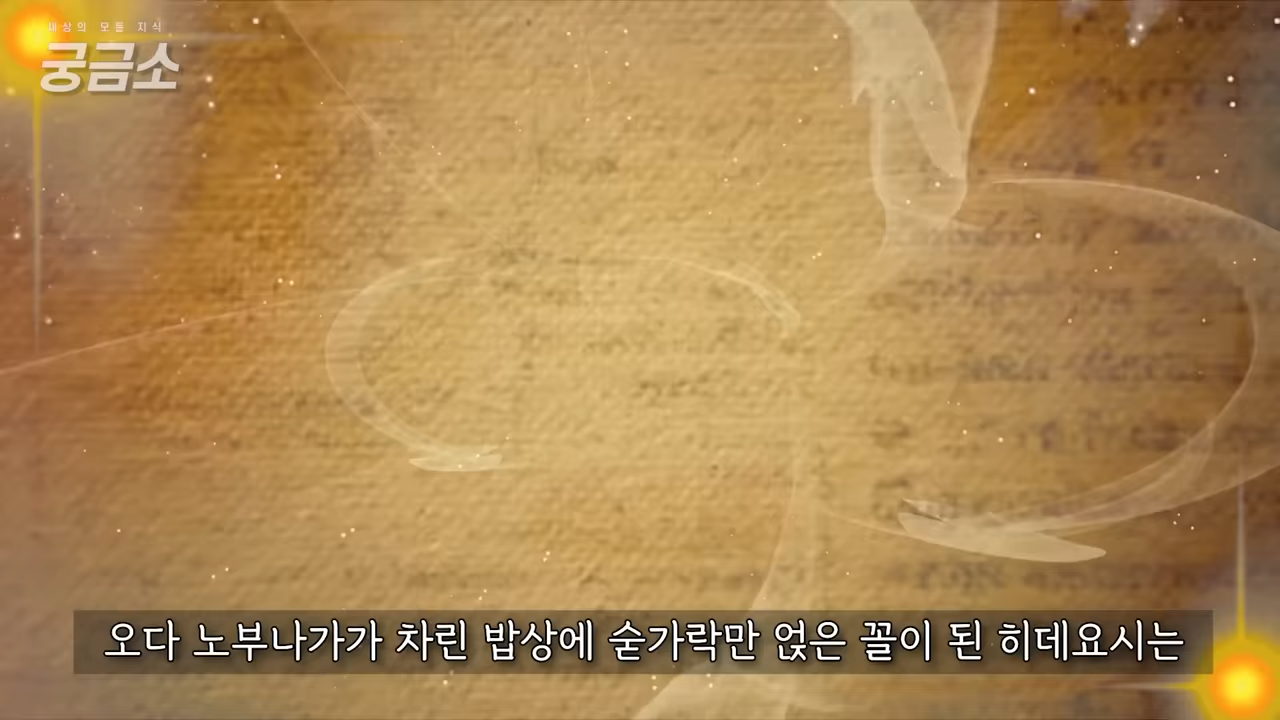 세상의 모든 지식
궁금소
오다 노부나가가 차린 밥상에 숟가락만 얹은 꼴이 된 히데요시는